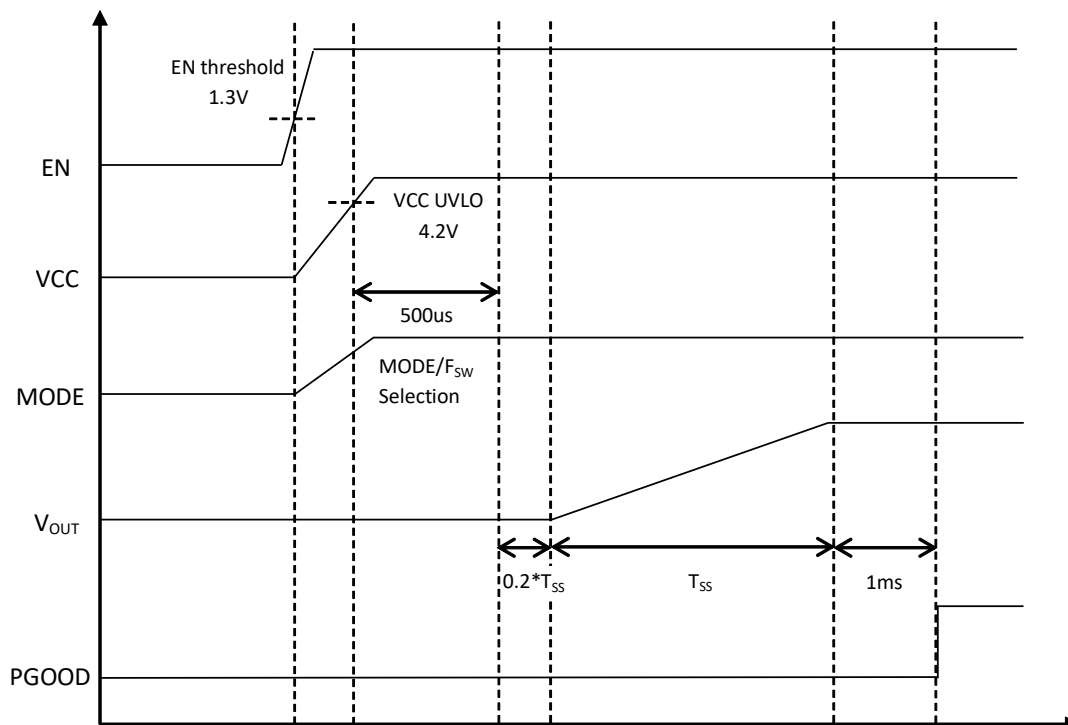 EN threshold
1.3V
EN
VCC UVLO
4.2V
VCC
500us
MODE/FSW
Selection
MODE
VOUT
0.2*TSS
TSS
1ms
PGOOD